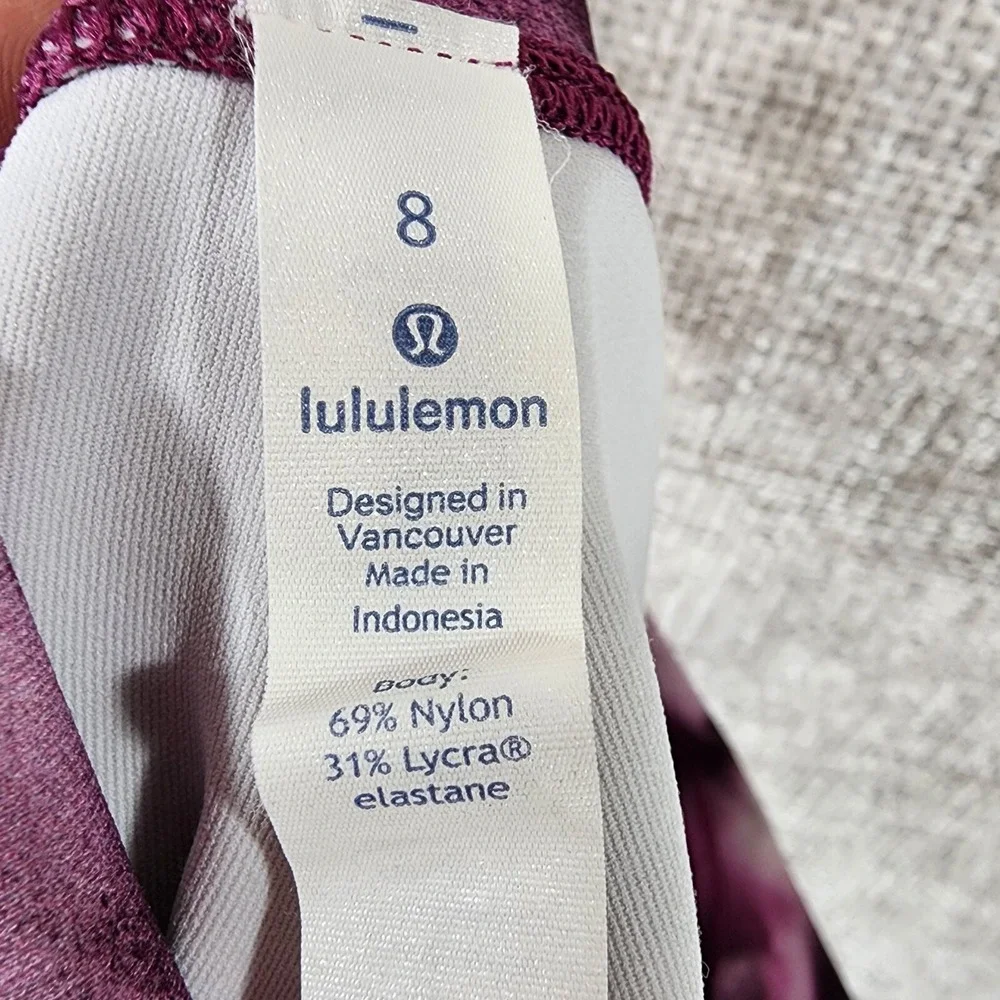 8
lululemon
Designed in
Vancouver
Made in
Indonesia
Body:
69% Nylon
31% Lycra®
elastane